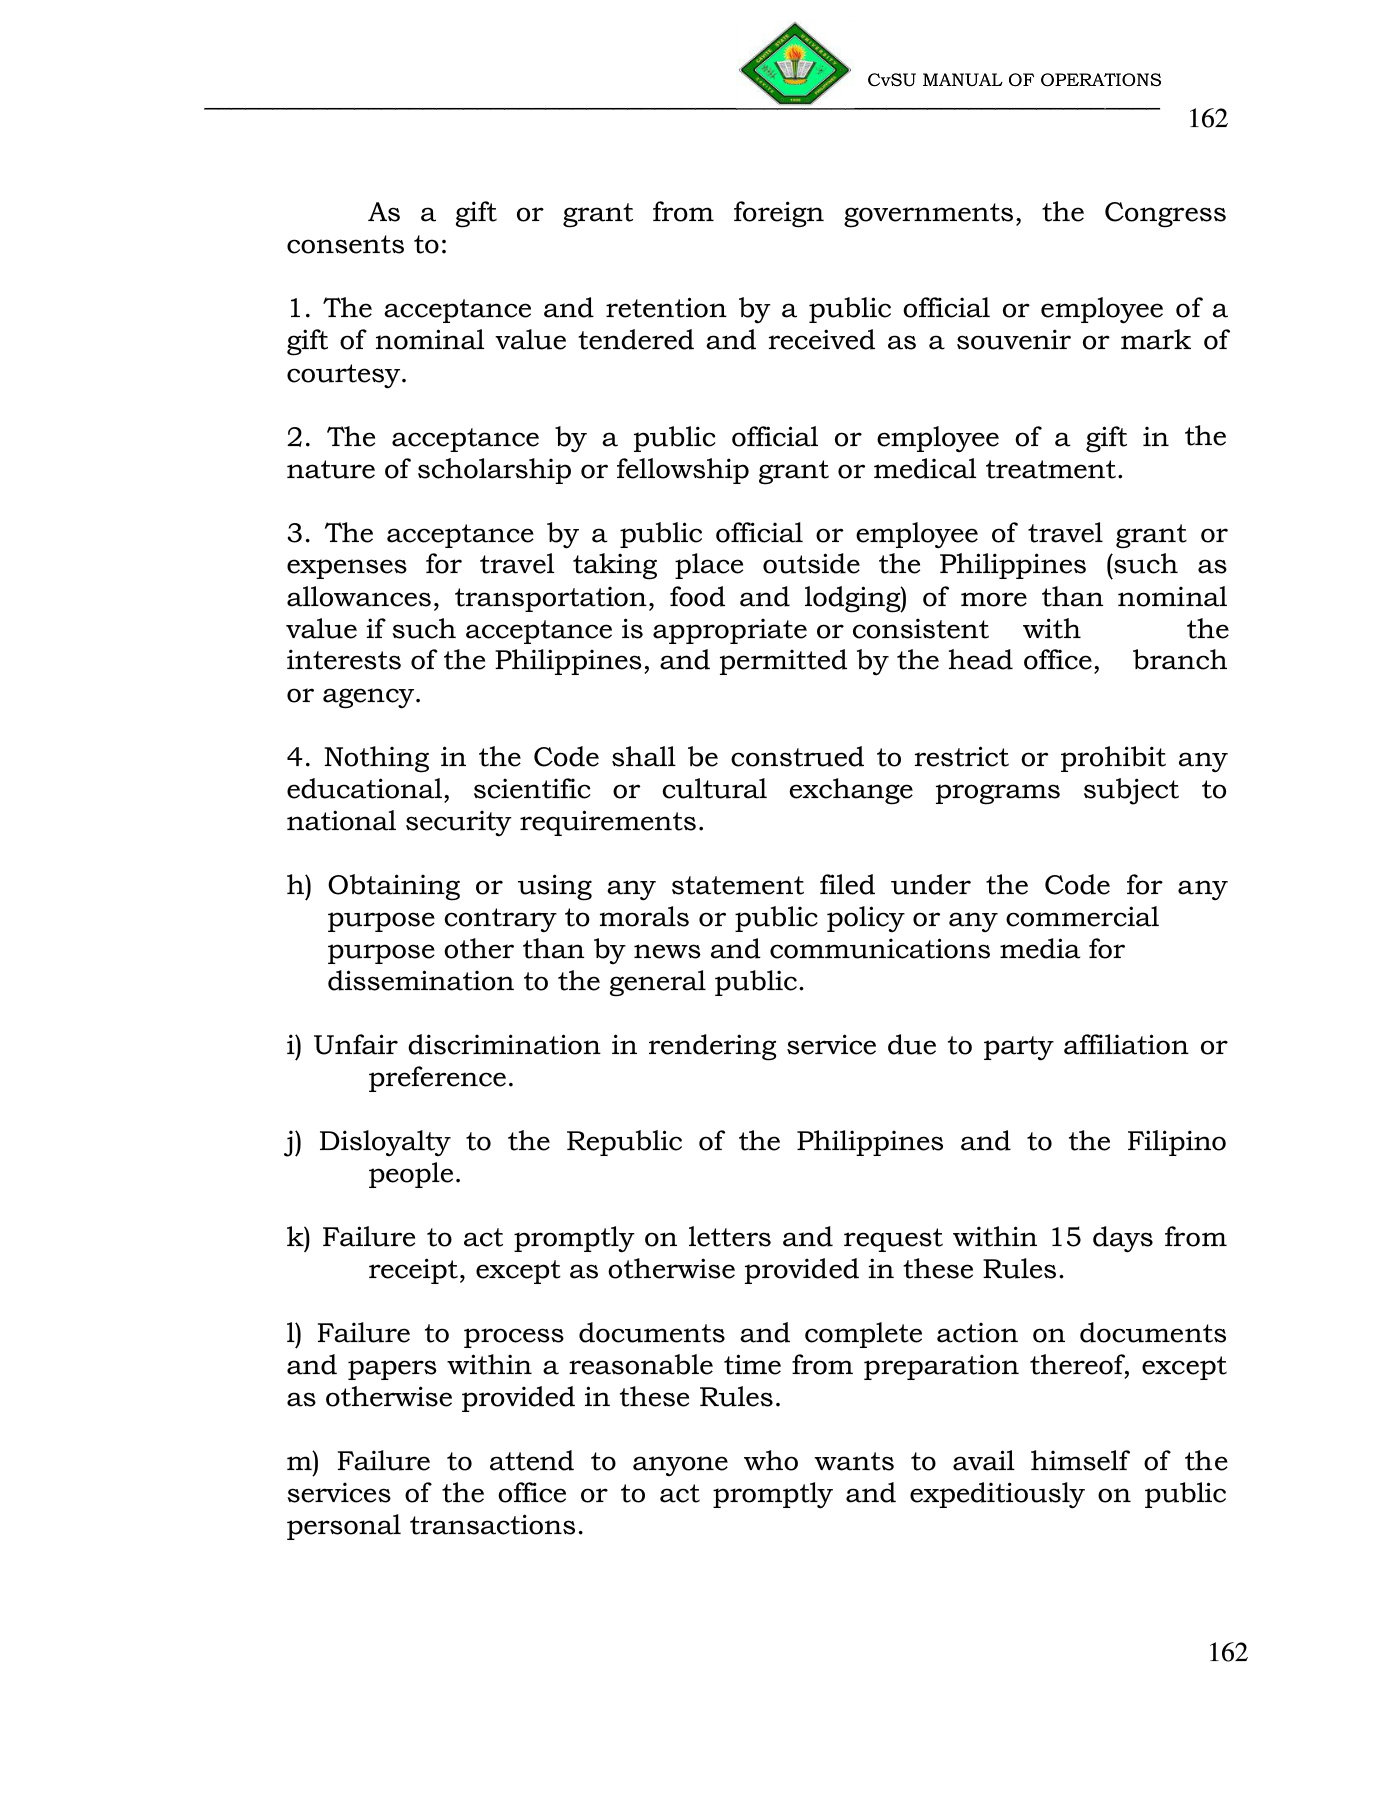 CvSU MANUAL OF OPERATIONS
162
As a gift or grant from foreign governments, the Congress
consents to:
1. The acceptance and retention by a public official or employee of a
gift of nominal value tendered and received as a souvenir or mark of
courtesy.
2. The acceptance by a public official or employee of a gift in the
nature of scholarship or fellowship grant or medical treatment.
3. The acceptance by a public official or employee of travel grant or
expenses for travel taking place outside the Philippines (such as
allowances, transportation, food and lodging) of more than nominal
value if such acceptance is appropriate or consistent with the
interests of the Philippines, and permitted by the head office, branch
or agency.
4. Nothing in the Code shall be construed to restrict or prohibit any
educational, scientific or cultural exchange programs subject to
national security requirements.
h) Obtaining or using any statement filed under the Code for any
purpose contrary to morals or public policy or any commercial
purpose other than by news and communications media for
dissemination to the general public.
i) Unfair discrimination in rendering service due to party affiliation or
preference.
j) Disloyalty to the Republic of the Philippines and to the Filipino
people.
k) Failure to act promptly on letters and request within 15 days from
receipt, except as otherwise provided in these Rules.
l) Failure to process documents and complete action on documents
and papers within a reasonable time from preparation thereof, except
as otherwise provided in these Rules.
m) Failure to attend to anyone who wants to avail himself of the
services of the office or to act promptly and expeditiously on public
personal transactions.
162